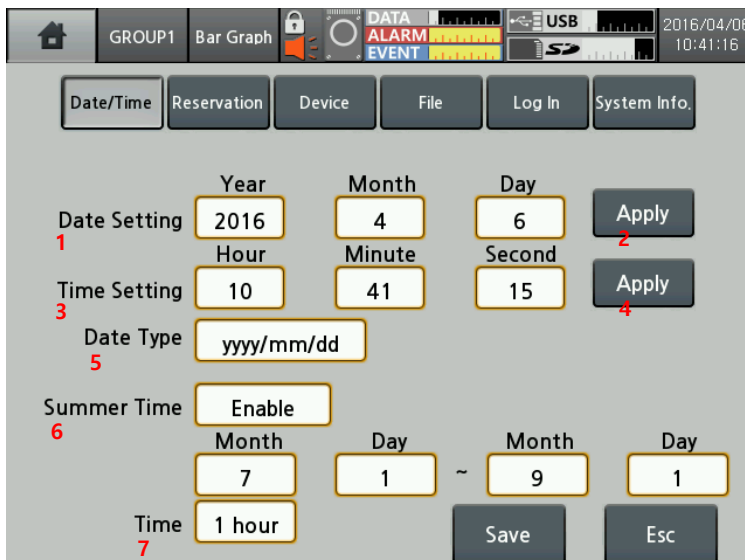 GROUP1 Bar Graph DATA ALARM EVENT USB SD 2016/04/06 10:41:16
Date/Time Reservation Device File Log In System Info.
Year Month Day
Date Setting 2016 4 6 Apply
1 2
Hour Minute Second
Time Setting 10 41 15 Apply
3 4
Date Type yyyy/mm/dd
5
Summer Time Enable
6
Month Day Month Day
7 1 ~ 9 1
Time 1 hour Save Esc
7